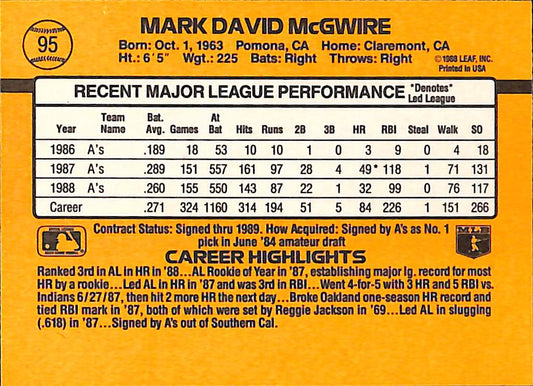 95
MARK DAVID McGWIRE
Born: Oct. 1, 1963 Pomona, CA Home: Claremont, CA
Ht.: 6'5" Wgt.: 225 Bats: Right Throws: Right
©1988 LEAF, INC.
Printed in USA
RECENT MAJOR LEAGUE PERFORMANCE *Denotes Led League
Year Team Name Bat. Avg. Games At Bat Hits Runs 2B 3B HR RBI Steal Walk SO
1986 A's .189 18 53 10 10 1 0 3 9 0 4 18
1987 A's .289 151 557 161 97 28 4 49* 118 1 71 131
1988 A's .260 155 550 143 87 22 1 32 99 0 76 117
Career .271 324 1160 314 194 51 5 84 226 1 151 266
Contract Status: Signed thru 1989. How Acquired: Signed by A's as No. 1
pick in June '84 amateur draft
MLB
CAREER HIGHLIGHTS
Ranked 3rd in AL in HR in '88...AL Rookie of Year in '87, establishing major lg. record for most
HR by a rookie...Led AL in HR in '87 and was 3rd in RBI...Went 4-for-5 with 3 HR and 5 RBI vs.
Indians 6/27/87, then hit 2 more HR the next day...Broke Oakland one-season HR record and
tied RBI mark in '87, both of which were set by Reggie Jackson in '69...Led AL in slugging
(.618) in '87...Signed by A's out of Southern Cal.